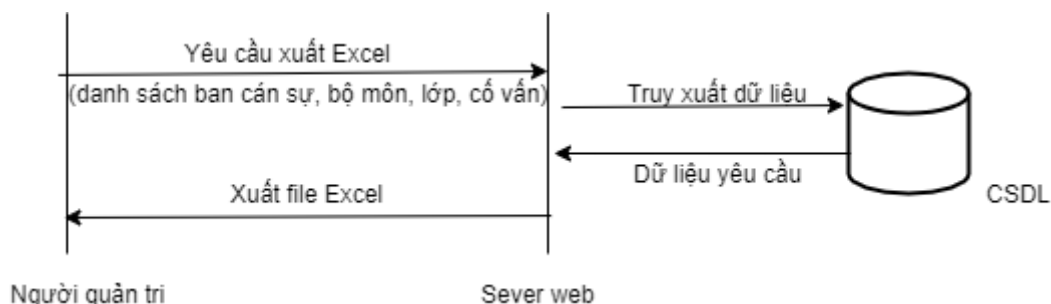 Yêu cầu xuất Excel
(danh sách ban cán sự, bộ môn, lớp, cố vấn)
Truy xuất dữ liệu
Dữ liệu yêu cầu
Xuất file Excel
CSDL
Người quản trị
Sever web